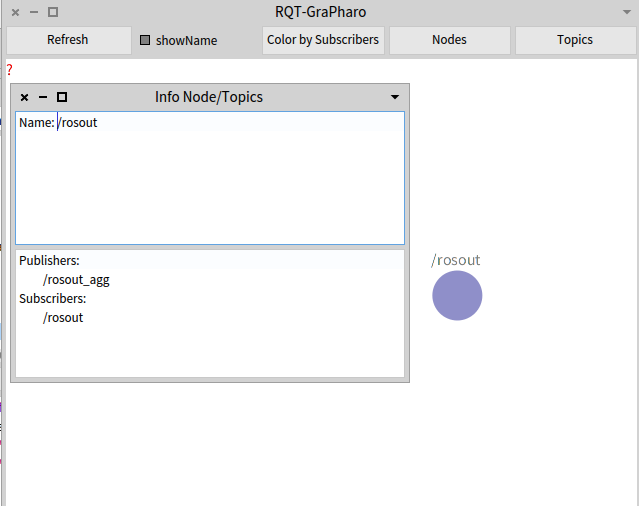 RQT-GraPharo
Refresh
showName
Color by Subscribers
Nodes
Topics
?
Info Node/Topics
Name: /rosout
Publishers:
/rosout_agg
Subscribers:
/rosout
/rosout